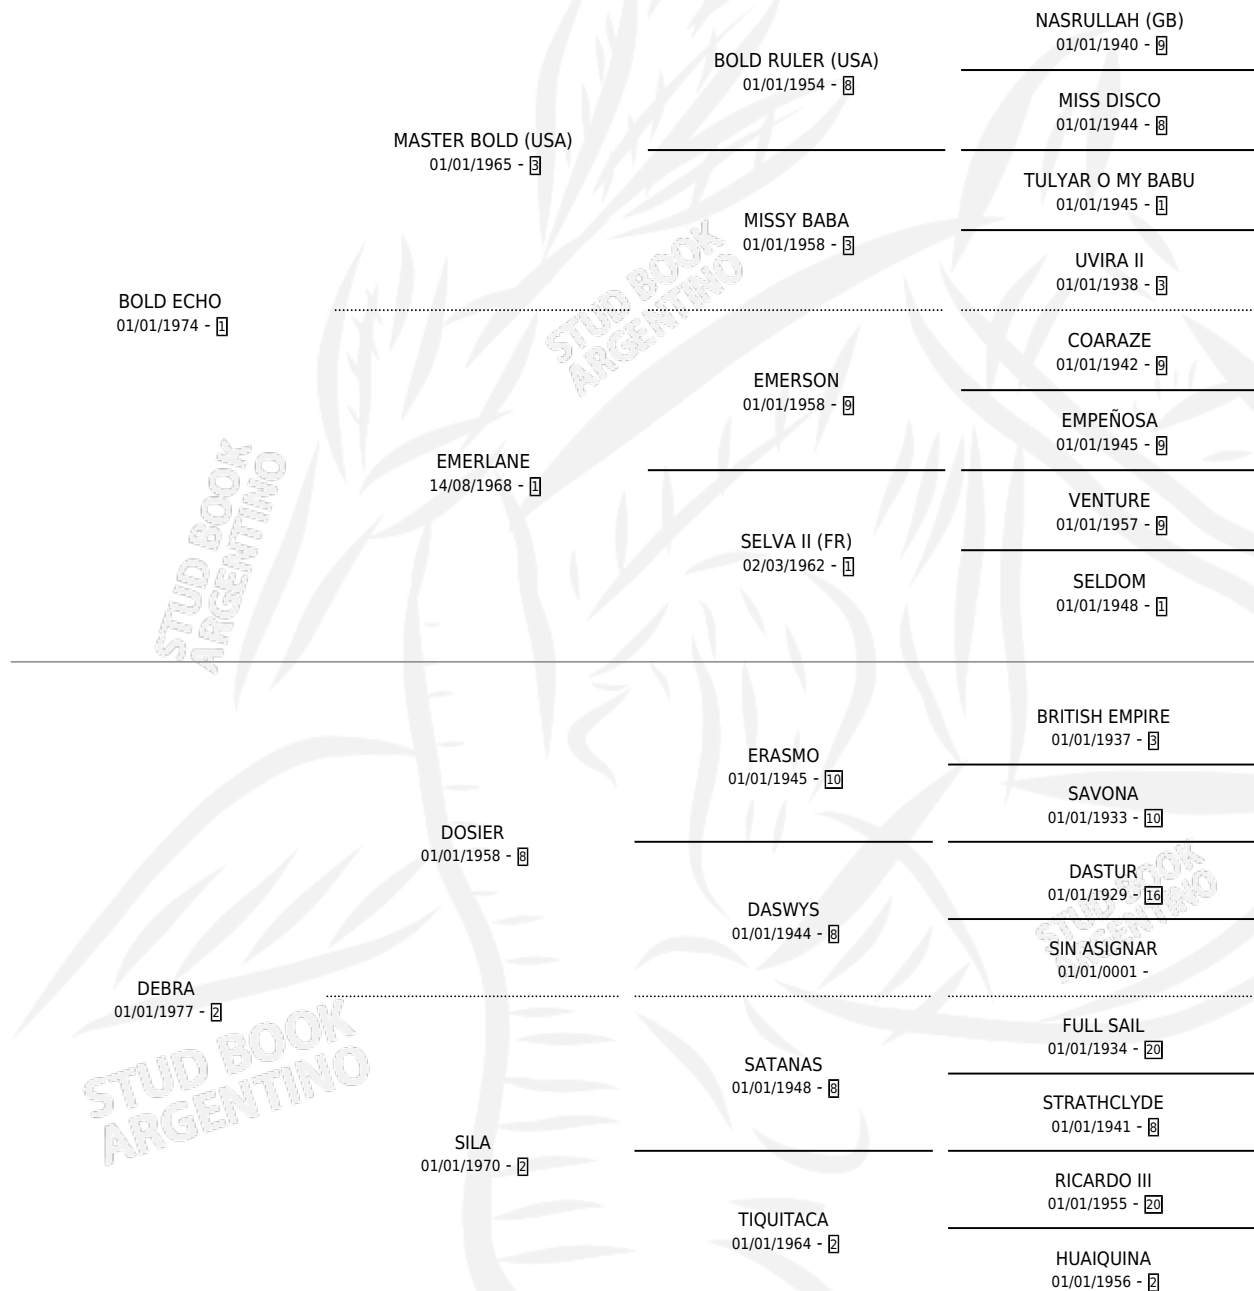 NASRULLAH (GB)
01/01/1940 - 9
BOLD RULER (USA)
01/01/1954 - 8
MISS DISCO
01/01/1944 - 8
MASTER BOLD (USA)
01/01/1965 - 3
TULYAR O MY BABU
01/01/1945 - 1
MISSY BABA
01/01/1958 - 3
UVIRA II
01/01/1938 - 3
BOLD ECHO
01/01/1974 - 1
COARAZE
01/01/1942 - 9
EMERSON
01/01/1958 - 9
EMPEÑOSA
01/01/1945 - 9
EMERLANE
14/08/1968 - 1
VENTURE
01/01/1957 - 9
SELVA II (FR)
02/03/1962 - 1
SELDOM
01/01/1948 - 1
BRITISH EMPIRE
01/01/1937 - 3
ERASMO
01/01/1945 - 10
SAVONA
01/01/1933 - 10
DOSIER
01/01/1958 - 8
DASTUR
01/01/1929 - 16
DASWYS
01/01/1944 - 8
SIN ASIGNAR
01/01/0001 -
DEBRA
01/01/1977 - 2
FULL SAIL
01/01/1934 - 20
SATANAS
01/01/1948 - 8
STRATHCLYDE
01/01/1941 - 8
SILA
01/01/1970 - 2
RICARDO III
01/01/1955 - 20
TIQUITACA
01/01/1964 - 2
HUAIQUINA
01/01/1956 - 2
STUD BOOK
ARGENTINO
STUD BOOK
ARGENTINO
STUD BOOK
ARGENTINO
STUD BOOK
ARGENTINO